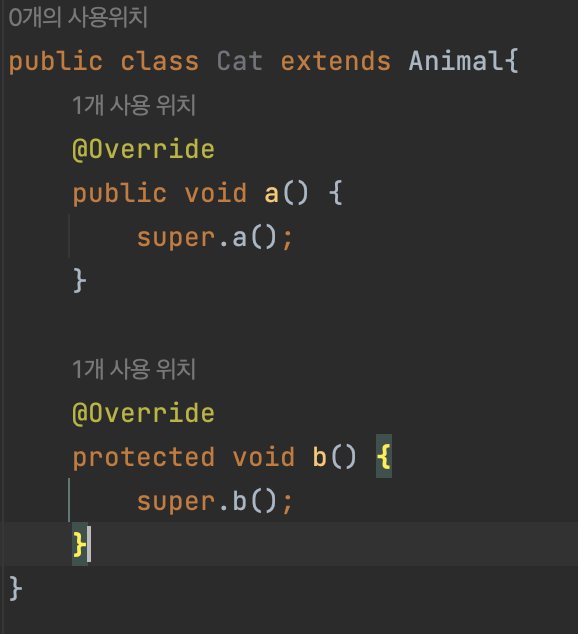 0개의 사용위치
public class Cat extends Animal{
1개 사용 위치
@Override
public void a() {
super.a();
}
1개 사용 위치
@Override
protected void b() {
super.b();
}
}